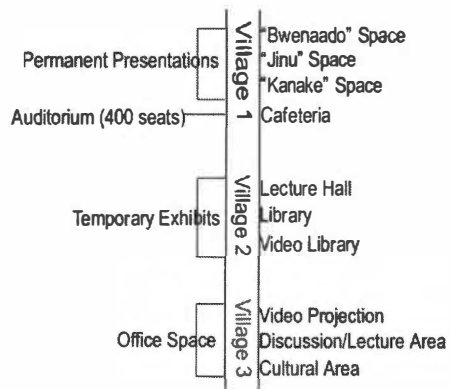 Village 1
Permanent Presentations
"Bwenaado" Space
"Jinu" Space
"Kanake" Space
Auditorium (400 seats)
Cafeteria
Village 2
Temporary Exhibits
Lecture Hall
Library
Video Library
Village 3
Office Space
Video Projection
Discussion/Lecture Area
Cultural Area